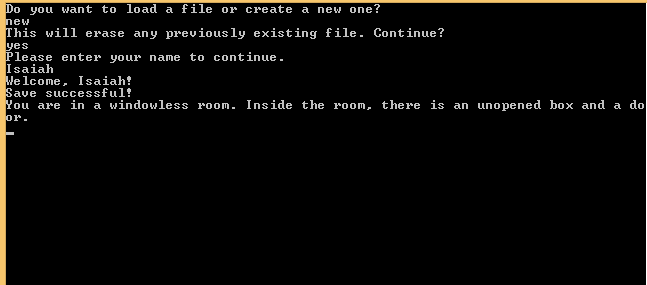 Do you want to load a file or create a new one?
new
This will erase any previously existing file. Continue?
yes
Please enter your name to continue.
Isaiah
Welcome, Isaiah!
Save successful!
You are in a windowless room. Inside the room, there is an unopened box and a do
or.